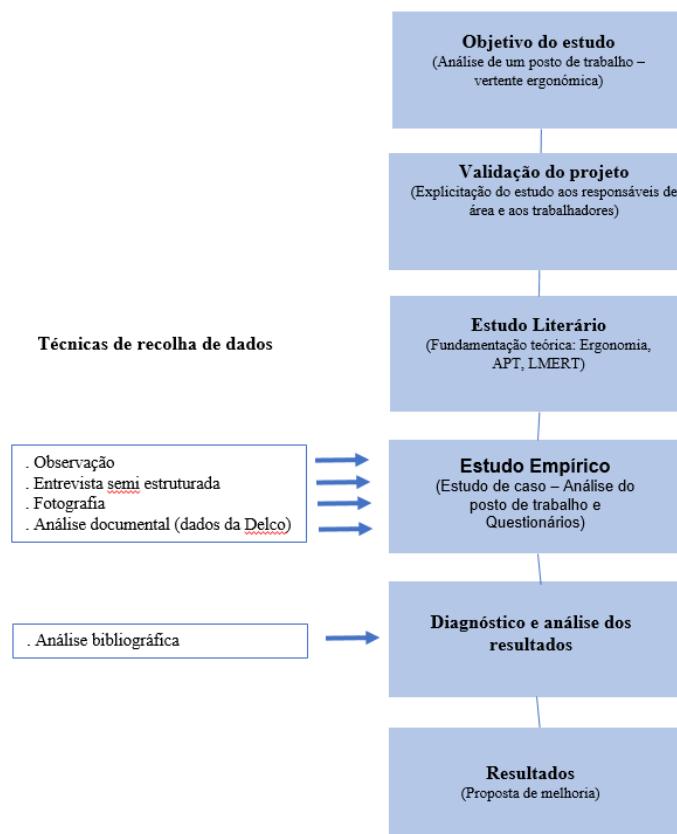 Objetivo do estudo
(Análise de um posto de trabalho –
vertente ergonómica)
Validação do projeto
(Explicitação do estudo aos responsáveis de
área e aos trabalhadores)
Estudo Literário
(Fundamentação teórica: Ergonomia,
APT, LMERT)
Técnicas de recolha de dados
. Observação
. Entrevista semi estruturada
. Fotografia
. Análise documental (dados da Delco)
Estudo Empírico
(Estudo de caso – Análise do
posto de trabalho e
Questionários)
. Análise bibliográfica
Diagnóstico e análise dos
resultados
Resultados
(Proposta de melhoria)